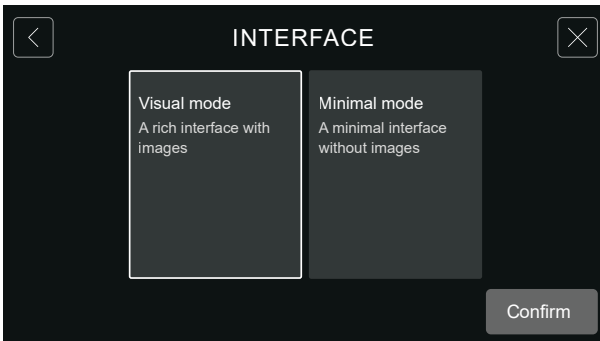 INTERFACE
Visual mode
A rich interface with
images
Minimal mode
A minimal interface
without images
Confirm